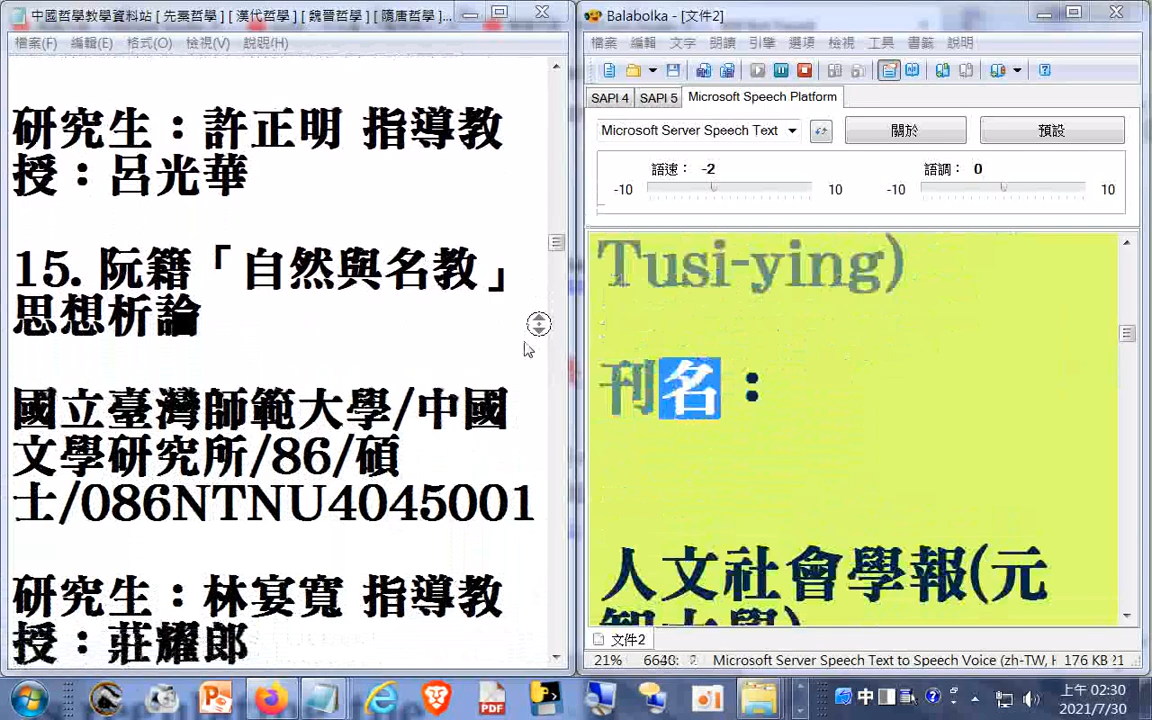 中國哲學教學資料站 [ 先秦哲學 ] [ 漢代哲學 ] [ 魏晉哲學 ] [ 隋唐哲學 ]...
檔案(F) 編輯(E) 格式(O) 檢視(V) 說明(H)
研究生：許正明 指導教
授：呂光華
15. 阮籍「自然與名教」
思想析論
國立臺灣師範大學/中國
文學研究所/86/碩
士/086NTNU4045001
研究生：林宴寬 指導教
授：莊耀郎
Balabolka - [文件2]
檔案 編輯 文字 朗讀 引擎 選項 檢視 工具 書籤 說明
SAPI 4 SAPI 5 Microsoft Speech Platform
Microsoft Server Speech Text 關於 預設
語速： -2 語調： 0
-10 10 -10 10
Tusi-ying)
刊名：
人文社會學報(元
智大學)
文件2
21% Microsoft Server Speech Text to Speech Voice (zh-TW, H 176 KB
中
上午 02:30
2021/7/30